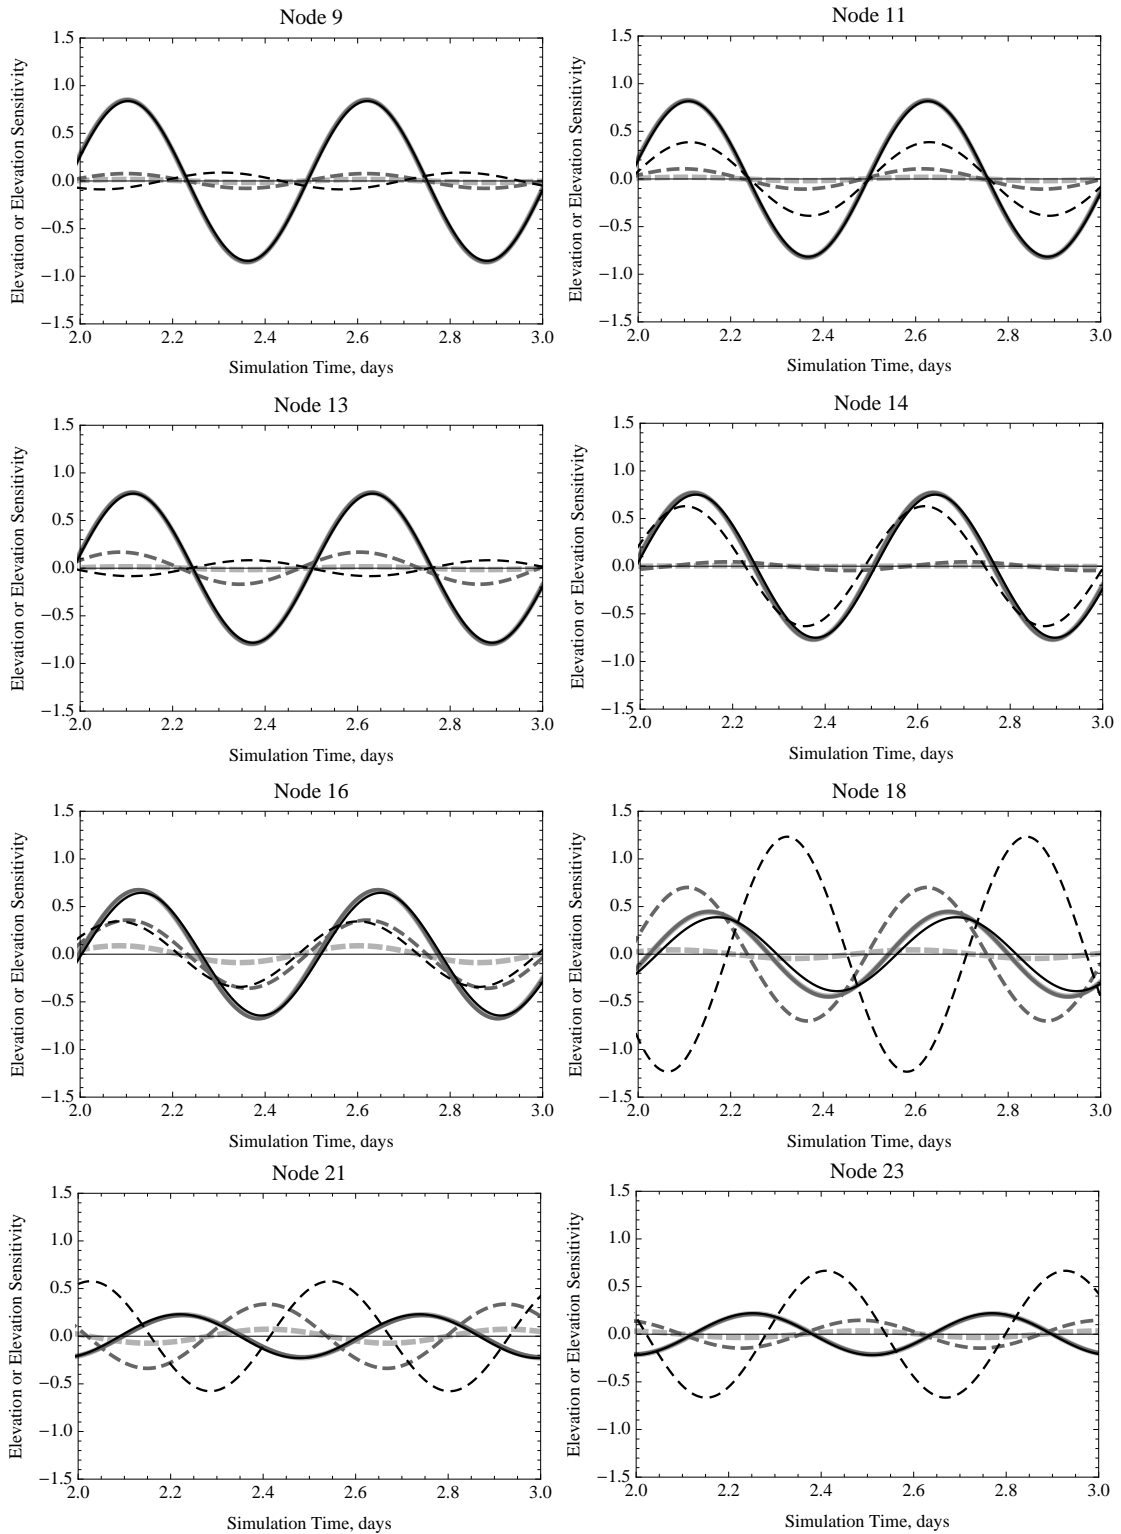 Node 9
Elevation or Elevation Sensitivity
1.5
1.0
0.5
0.0
−0.5
−1.0
−1.5
2.0 2.2 2.4 2.6 2.8 3.0
Simulation Time, days
Node 11
Elevation or Elevation Sensitivity
1.5
1.0
0.5
0.0
−0.5
−1.0
−1.5
2.0 2.2 2.4 2.6 2.8 3.0
Simulation Time, days
Node 13
Elevation or Elevation Sensitivity
1.5
1.0
0.5
0.0
−0.5
−1.0
−1.5
2.0 2.2 2.4 2.6 2.8 3.0
Simulation Time, days
Node 14
Elevation or Elevation Sensitivity
1.5
1.0
0.5
0.0
−0.5
−1.0
−1.5
2.0 2.2 2.4 2.6 2.8 3.0
Simulation Time, days
Node 16
Elevation or Elevation Sensitivity
1.5
1.0
0.5
0.0
−0.5
−1.0
−1.5
2.0 2.2 2.4 2.6 2.8 3.0
Simulation Time, days
Node 18
Elevation or Elevation Sensitivity
1.5
1.0
0.5
0.0
−0.5
−1.0
−1.5
2.0 2.2 2.4 2.6 2.8 3.0
Simulation Time, days
Node 21
Elevation or Elevation Sensitivity
1.5
1.0
0.5
0.0
−0.5
−1.0
−1.5
2.0 2.2 2.4 2.6 2.8 3.0
Simulation Time, days
Node 23
Elevation or Elevation Sensitivity
1.5
1.0
0.5
0.0
−0.5
−1.0
−1.5
2.0 2.2 2.4 2.6 2.8 3.0
Simulation Time, days